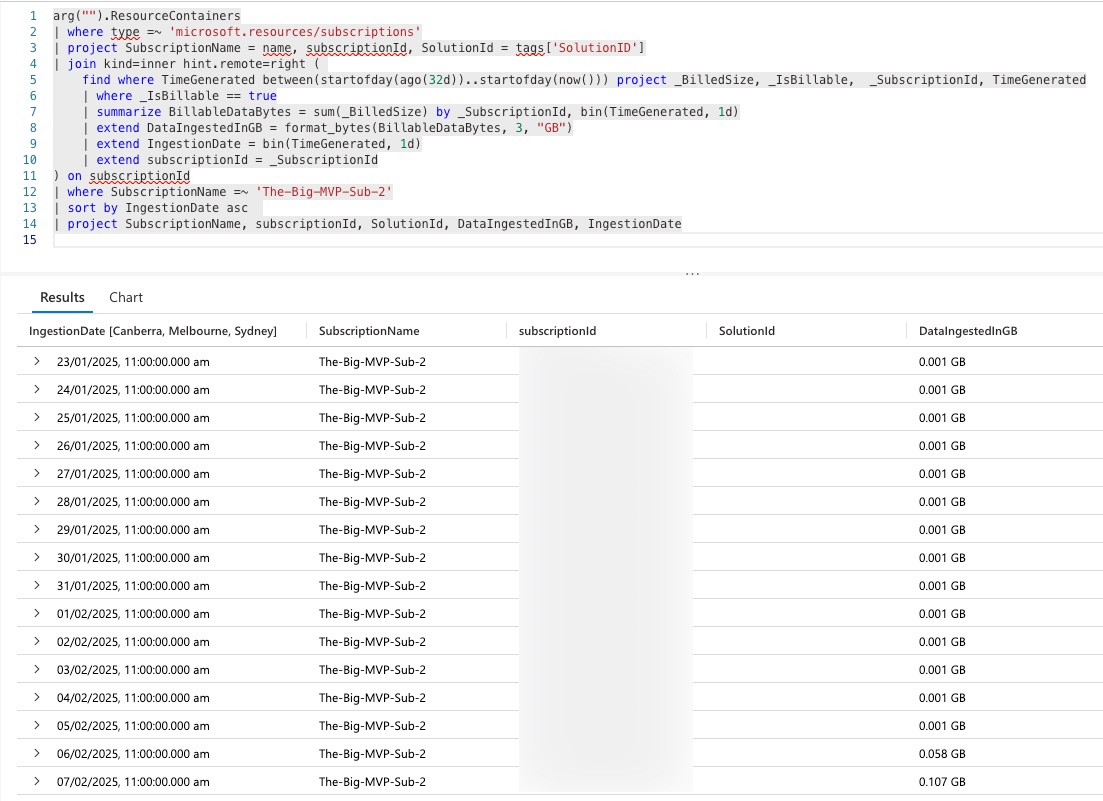 1 arg("").ResourceContainers
2 | where type =~ 'microsoft.resources/subscriptions'
3 | project SubscriptionName = name, subscriptionId, SolutionId = tags['SolutionID']
4 | join kind=inner hint.remote=right (
5 find where TimeGenerated between(startofday(ago(32d))..startofday(now())) project _BilledSize, _IsBillable, _SubscriptionId, TimeGenerated
6 | where _IsBillable == true
7 | summarize BillableDataBytes = sum(_BilledSize) by _SubscriptionId, bin(TimeGenerated, 1d)
8 | extend DataIngestedInGB = format_bytes(BillableDataBytes, 3, "GB")
9 | extend IngestionDate = bin(TimeGenerated, 1d)
10 | extend subscriptionId = _SubscriptionId
11 ) on subscriptionId
12 | where SubscriptionName =~ 'The-Big-MVP-Sub-2'
13 | sort by IngestionDate asc
14 | project SubscriptionName, subscriptionId, SolutionId, DataIngestedInGB, IngestionDate
15
...
Results Chart
IngestionDate [Canberra, Melbourne, Sydney] SubscriptionName subscriptionId SolutionId DataIngestedInGB
23/01/2025, 11:00:00.000 am The-Big-MVP-Sub-2 0.001 GB
24/01/2025, 11:00:00.000 am The-Big-MVP-Sub-2 0.001 GB
25/01/2025, 11:00:00.000 am The-Big-MVP-Sub-2 0.001 GB
26/01/2025, 11:00:00.000 am The-Big-MVP-Sub-2 0.001 GB
27/01/2025, 11:00:00.000 am The-Big-MVP-Sub-2 0.001 GB
28/01/2025, 11:00:00.000 am The-Big-MVP-Sub-2 0.001 GB
29/01/2025, 11:00:00.000 am The-Big-MVP-Sub-2 0.001 GB
30/01/2025, 11:00:00.000 am The-Big-MVP-Sub-2 0.001 GB
31/01/2025, 11:00:00.000 am The-Big-MVP-Sub-2 0.001 GB
01/02/2025, 11:00:00.000 am The-Big-MVP-Sub-2 0.001 GB
02/02/2025, 11:00:00.000 am The-Big-MVP-Sub-2 0.001 GB
03/02/2025, 11:00:00.000 am The-Big-MVP-Sub-2 0.001 GB
04/02/2025, 11:00:00.000 am The-Big-MVP-Sub-2 0.001 GB
05/02/2025, 11:00:00.000 am The-Big-MVP-Sub-2 0.001 GB
06/02/2025, 11:00:00.000 am The-Big-MVP-Sub-2 0.058 GB
07/02/2025, 11:00:00.000 am The-Big-MVP-Sub-2 0.107 GB